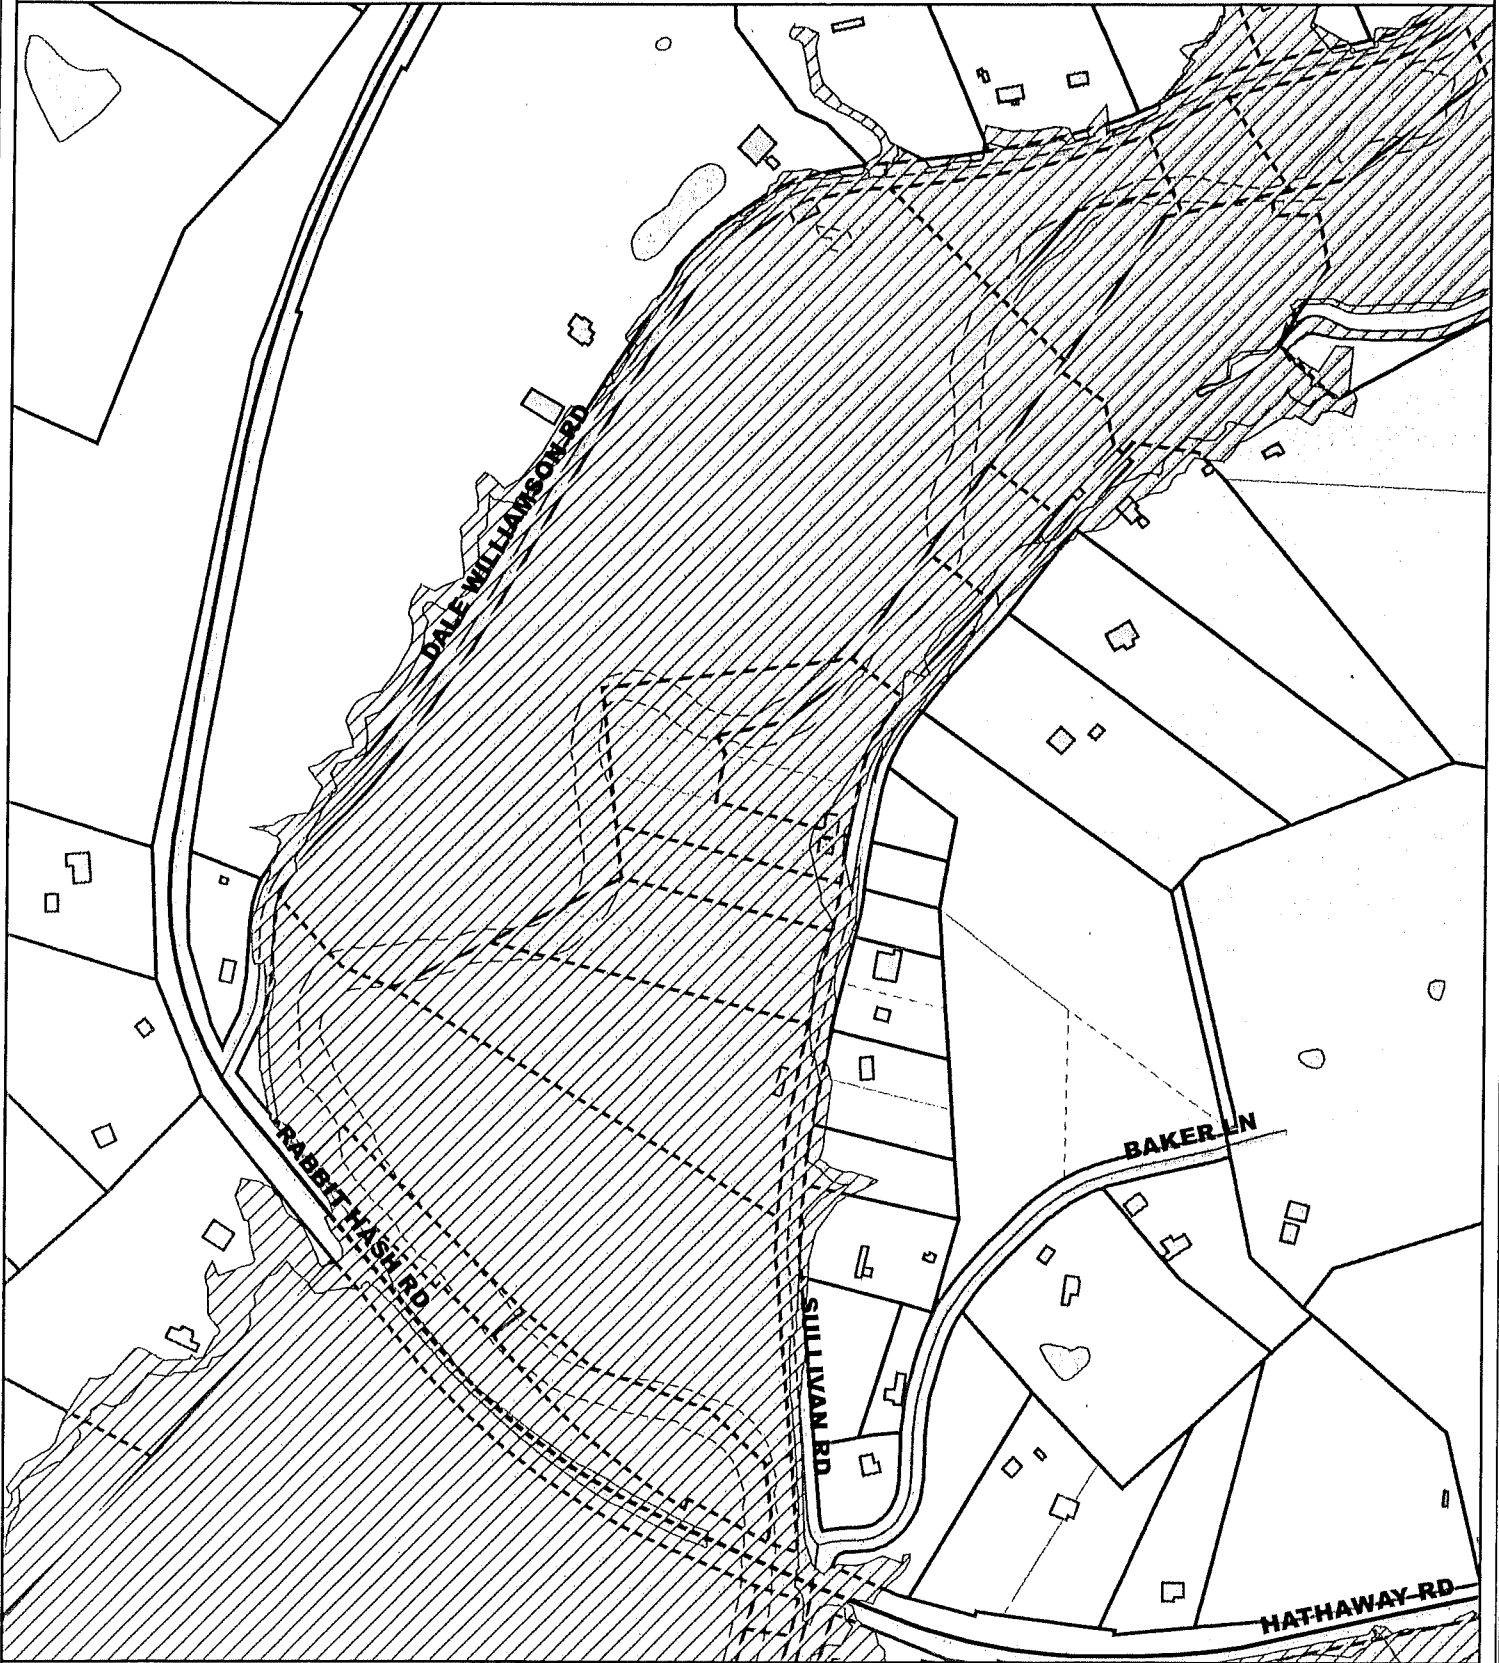 DALE WILLIAMSON RD
BAKER LN
RABBIT HASH RD
SULLIVAN RD
HATHAWAY RD